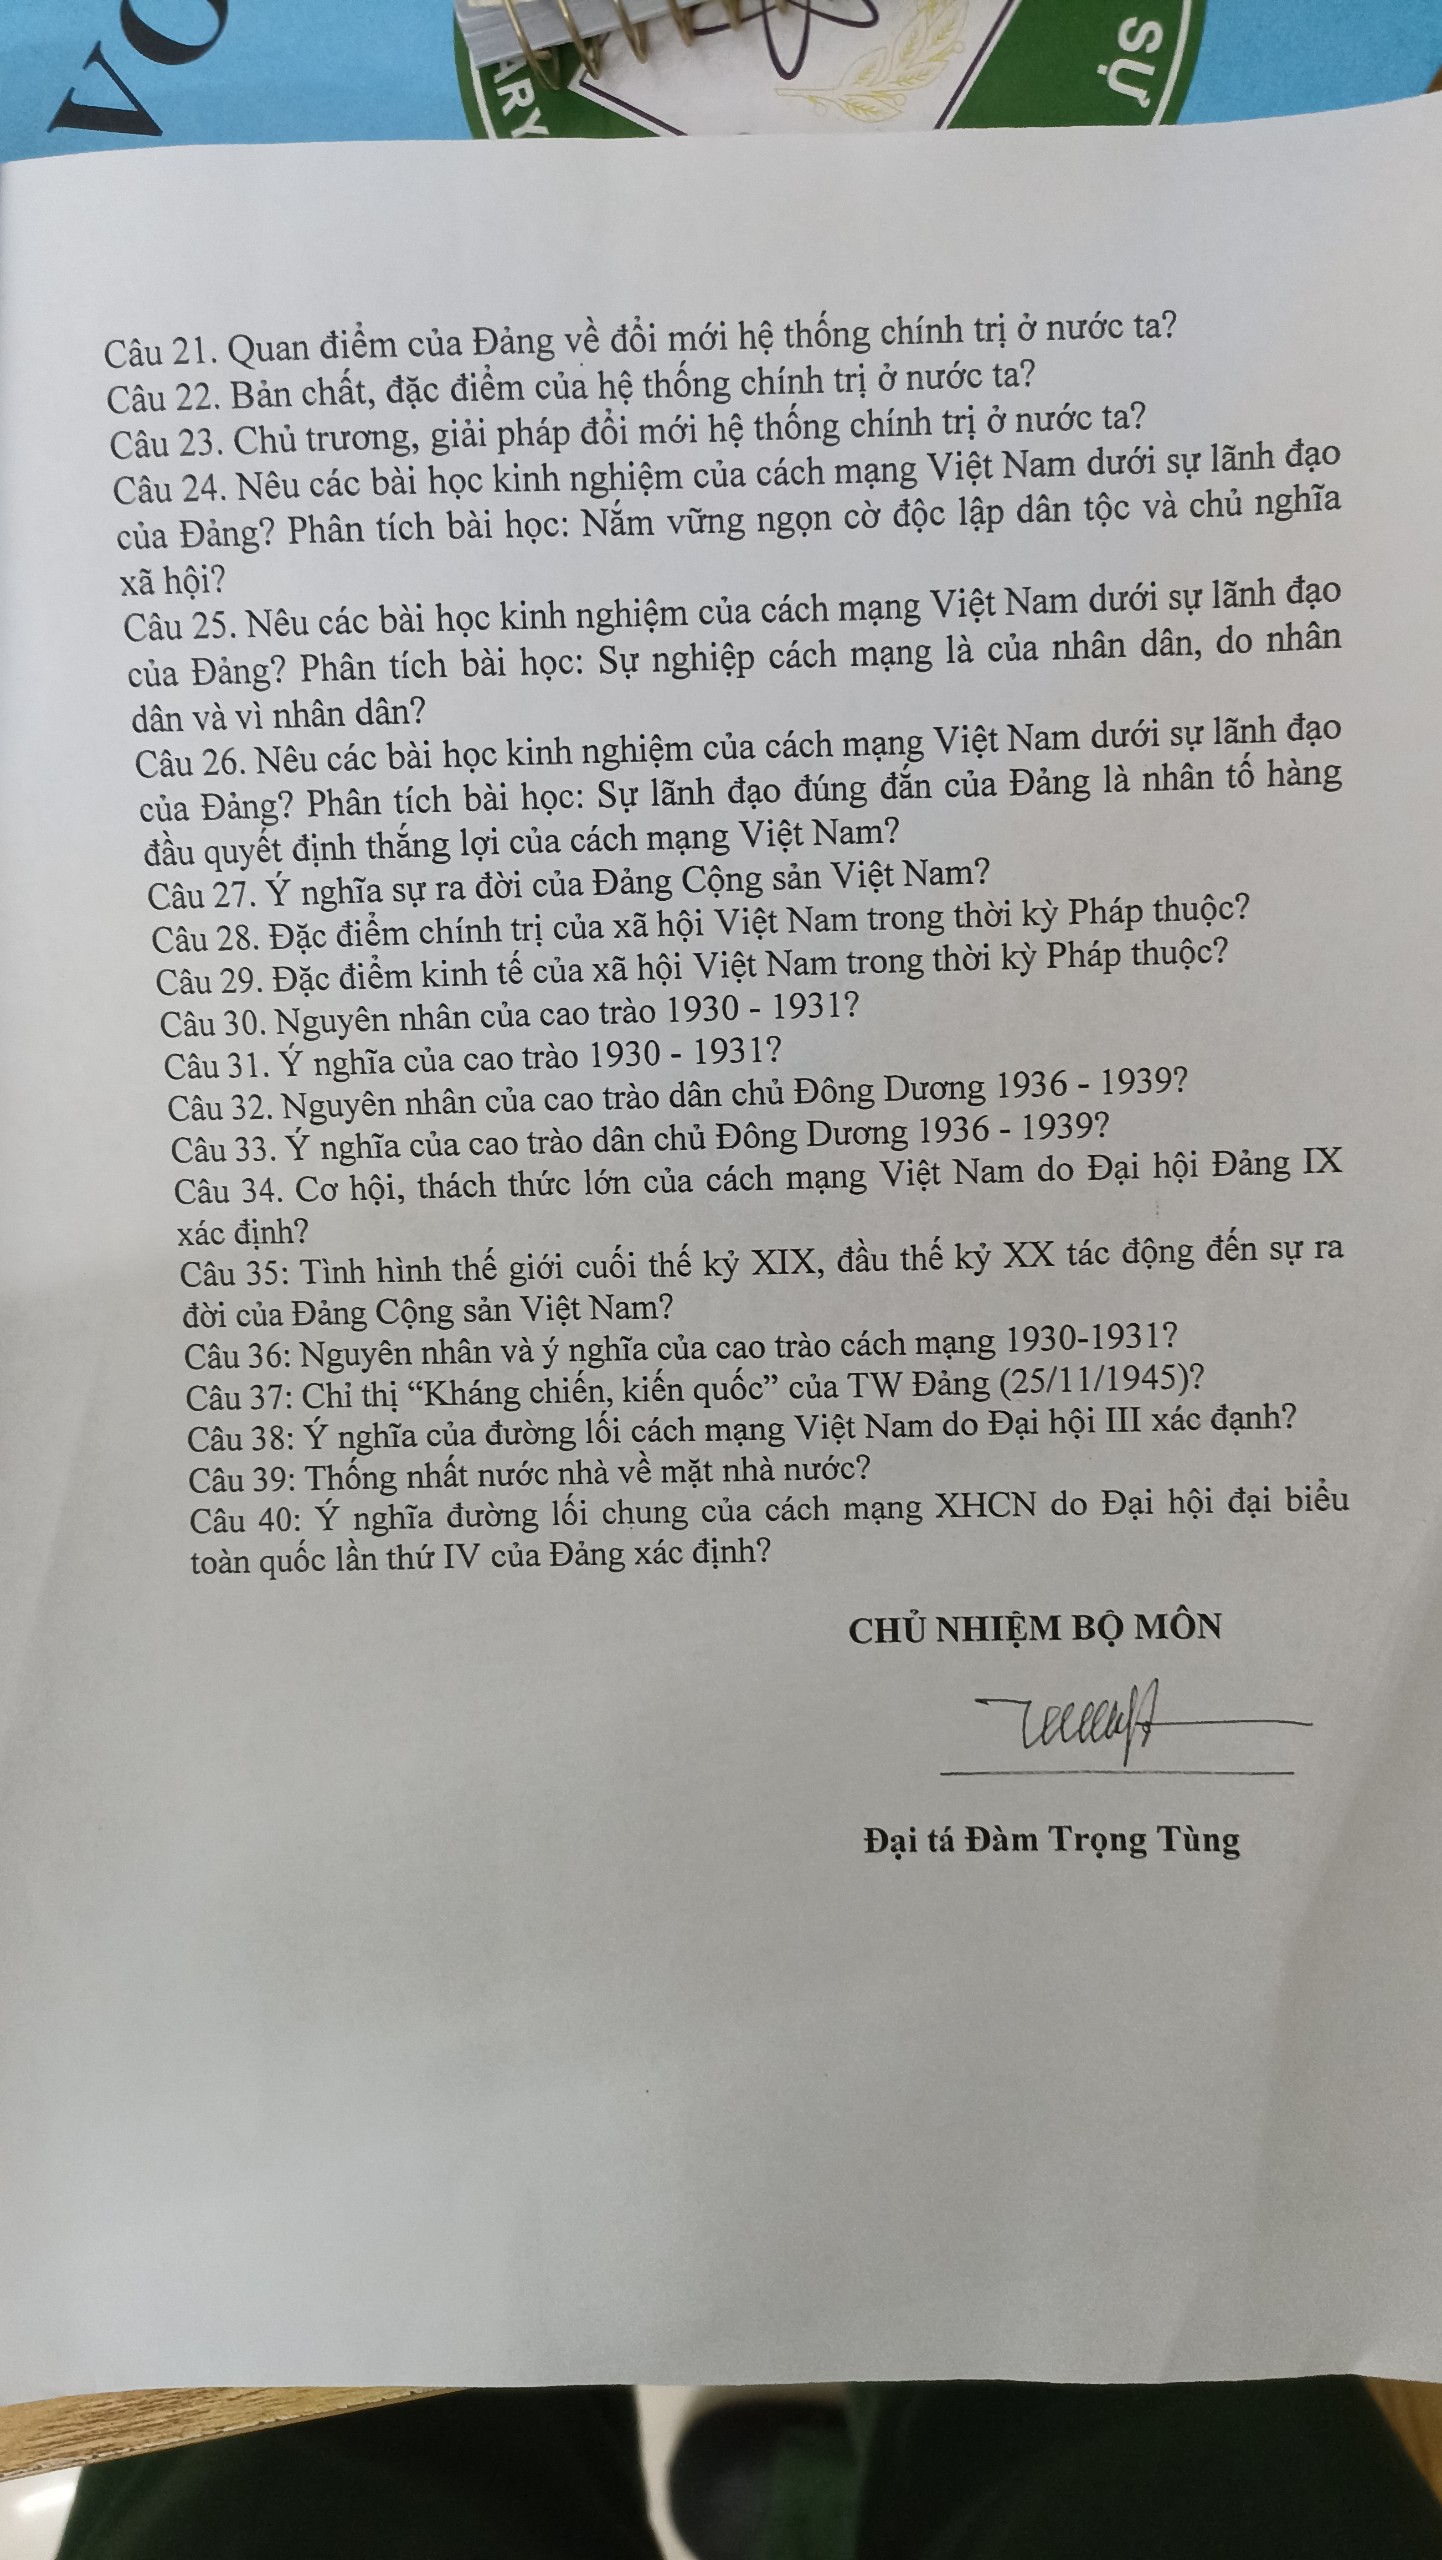 VO
ARY
SỰ
Câu 21. Quan điểm của Đảng về đổi mới hệ thống chính trị ở nước ta?
Câu 22. Bản chất, đặc điểm của hệ thống chính trị ở nước ta?
Câu 23. Chủ trương, giải pháp đổi mới hệ thống chính trị ở nước ta?
Câu 24. Nêu các bài học kinh nghiệm của cách mạng Việt Nam dưới sự lãnh đạo
của Đảng? Phân tích bài học: Nắm vững ngọn cờ độc lập dân tộc và chủ nghĩa
xã hội?
Câu 25. Nêu các bài học kinh nghiệm của cách mạng Việt Nam dưới sự lãnh đạo
của Đảng? Phân tích bài học: Sự nghiệp cách mạng là của nhân dân, do nhân
dân và vì nhân dân?
Câu 26. Nêu các bài học kinh nghiệm của cách mạng Việt Nam dưới sự lãnh đạo
của Đảng? Phân tích bài học: Sự lãnh đạo đúng đắn của Đảng là nhân tố hàng
đầu quyết định thắng lợi của cách mạng Việt Nam?
Câu 27. Ý nghĩa sự ra đời của Đảng Cộng sản Việt Nam?
Câu 28. Đặc điểm chính trị của xã hội Việt Nam trong thời kỳ Pháp thuộc?
Câu 29. Đặc điểm kinh tế của xã hội Việt Nam trong thời kỳ Pháp thuộc?
Câu 30. Nguyên nhân của cao trào 1930 - 1931?
Câu 31. Ý nghĩa của cao trào 1930 - 1931?
Câu 32. Nguyên nhân của cao trào dân chủ Đông Dương 1936 - 1939?
Câu 33. Ý nghĩa của cao trào dân chủ Đông Dương 1936 - 1939?
Câu 34. Cơ hội, thách thức lớn của cách mạng Việt Nam do Đại hội Đảng IX
xác định?
Câu 35: Tình hình thế giới cuối thế kỷ XIX, đầu thế kỷ XX tác động đến sự ra
đời của Đảng Cộng sản Việt Nam?
Câu 36: Nguyên nhân và ý nghĩa của cao trào cách mạng 1930-1931?
Câu 37: Chỉ thị “Kháng chiến, kiến quốc” của TW Đảng (25/11/1945)?
Câu 38: Ý nghĩa của đường lối cách mạng Việt Nam do Đại hội III xác đạnh?
Câu 39: Thống nhất nước nhà về mặt nhà nước?
Câu 40: Ý nghĩa đường lối chung của cách mạng XHCN do Đại hội đại biểu
toàn quốc lần thứ IV của Đảng xác định?
CHỦ NHIỆM BỘ MÔN
Đại tá Đàm Trọng Tùng